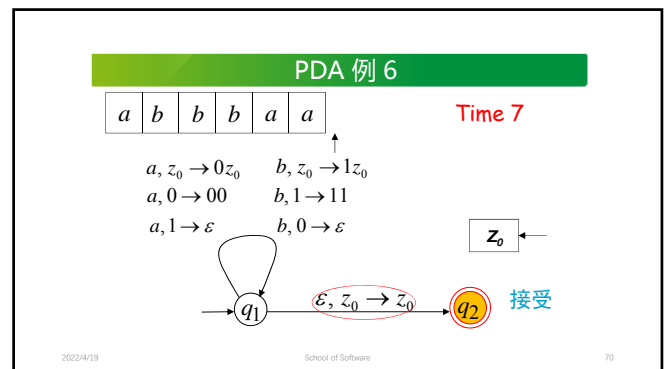 PDA 例 6
a b b b a a
Time 7
a, z₀ → 0z₀ b, z₀ → 1z₀
a, 0 → 00 b, 1 → 11
a, 1 → ε b, 0 → ε
Z₀
q₁ ε, z₀ → z₀ q₂ 接受
2022/4/19 School of Software 70